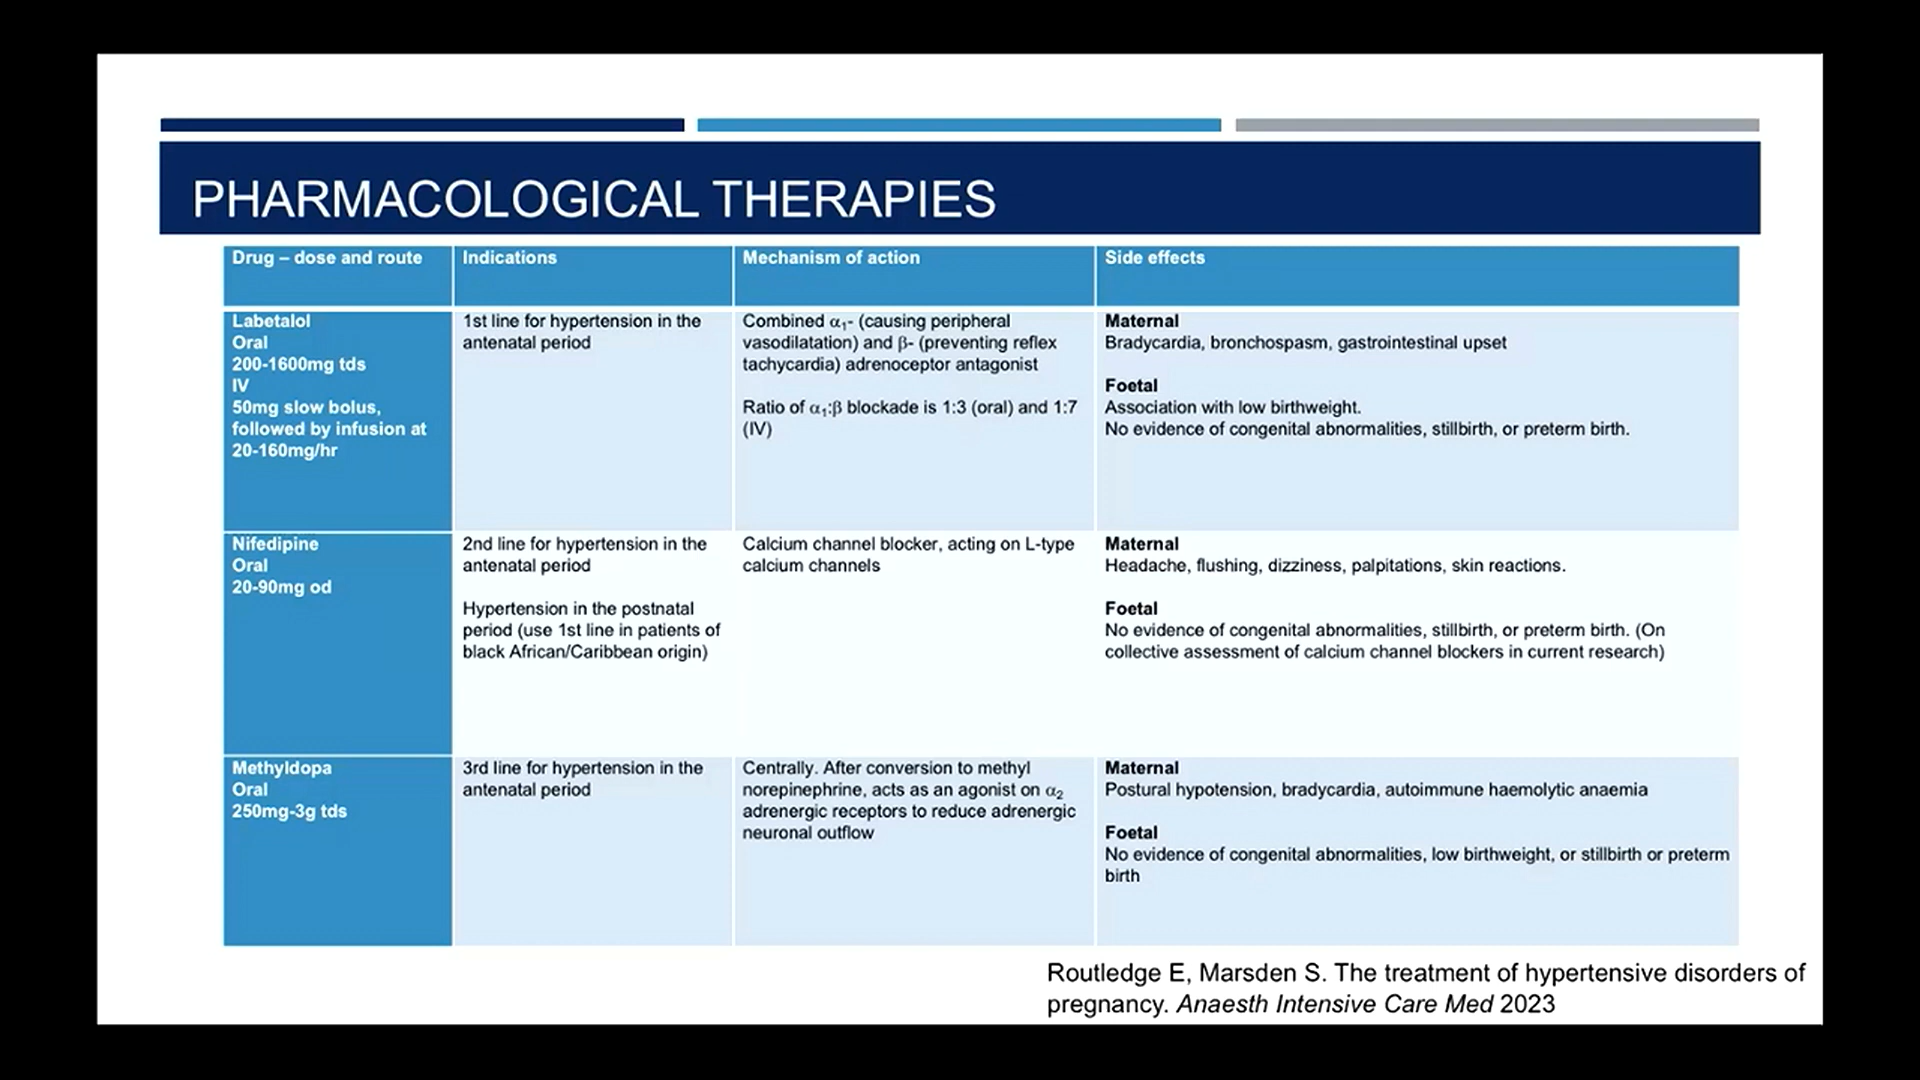 PHARMACOLOGICAL THERAPIES
Drug – dose and route
Indications
Mechanism of action
Side effects
Labetalol
Oral
200-1600mg tds
IV
50mg slow bolus,
followed by infusion at
20-160mg/hr
1st line for hypertension in the
antenatal period
Combined α₁- (causing peripheral
vasodilatation) and β- (preventing reflex
tachycardia) adrenoceptor antagonist
Ratio of α₁:β blockade is 1:3 (oral) and 1:7
(IV)
Maternal
Bradycardia, bronchospasm, gastrointestinal upset
Foetal
Association with low birthweight.
No evidence of congenital abnormalities, stillbirth, or preterm birth.
Nifedipine
Oral
20-90mg od
2nd line for hypertension in the
antenatal period
Hypertension in the postnatal
period (use 1st line in patients of
black African/Caribbean origin)
Calcium channel blocker, acting on L-type
calcium channels
Maternal
Headache, flushing, dizziness, palpitations, skin reactions.
Foetal
No evidence of congenital abnormalities, stillbirth, or preterm birth. (On
collective assessment of calcium channel blockers in current research)
Methyldopa
Oral
250mg-3g tds
3rd line for hypertension in the
antenatal period
Centrally. After conversion to methyl
norepinephrine, acts as an agonist on α₂
adrenergic receptors to reduce adrenergic
neuronal outflow
Maternal
Postural hypotension, bradycardia, autoimmune haemolytic anaemia
Foetal
No evidence of congenital abnormalities, low birthweight, or stillbirth or preterm
birth
Routledge E, Marsden S. The treatment of hypertensive disorders of
pregnancy. Anaesth Intensive Care Med 2023